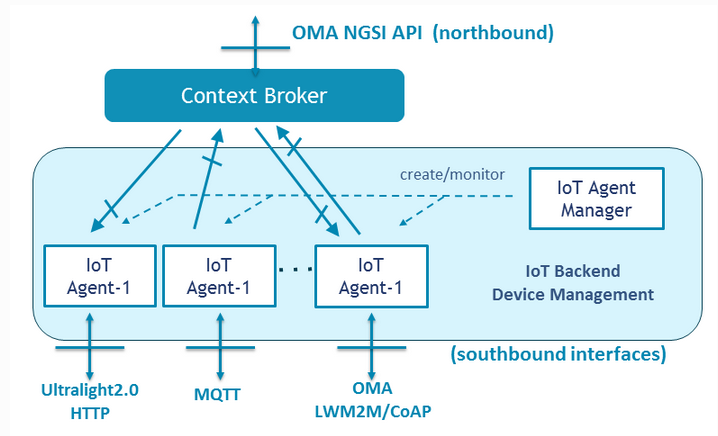 OMA NGSI API (northbound)
Context Broker
create/monitor
IoT Agent
Manager
IoT
Agent-1
IoT
Agent-1
...
IoT
Agent-1
IoT Backend
Device Management
(southbound interfaces)
Ultralight2.0
HTTP
MQTT
OMA
LWM2M/CoAP